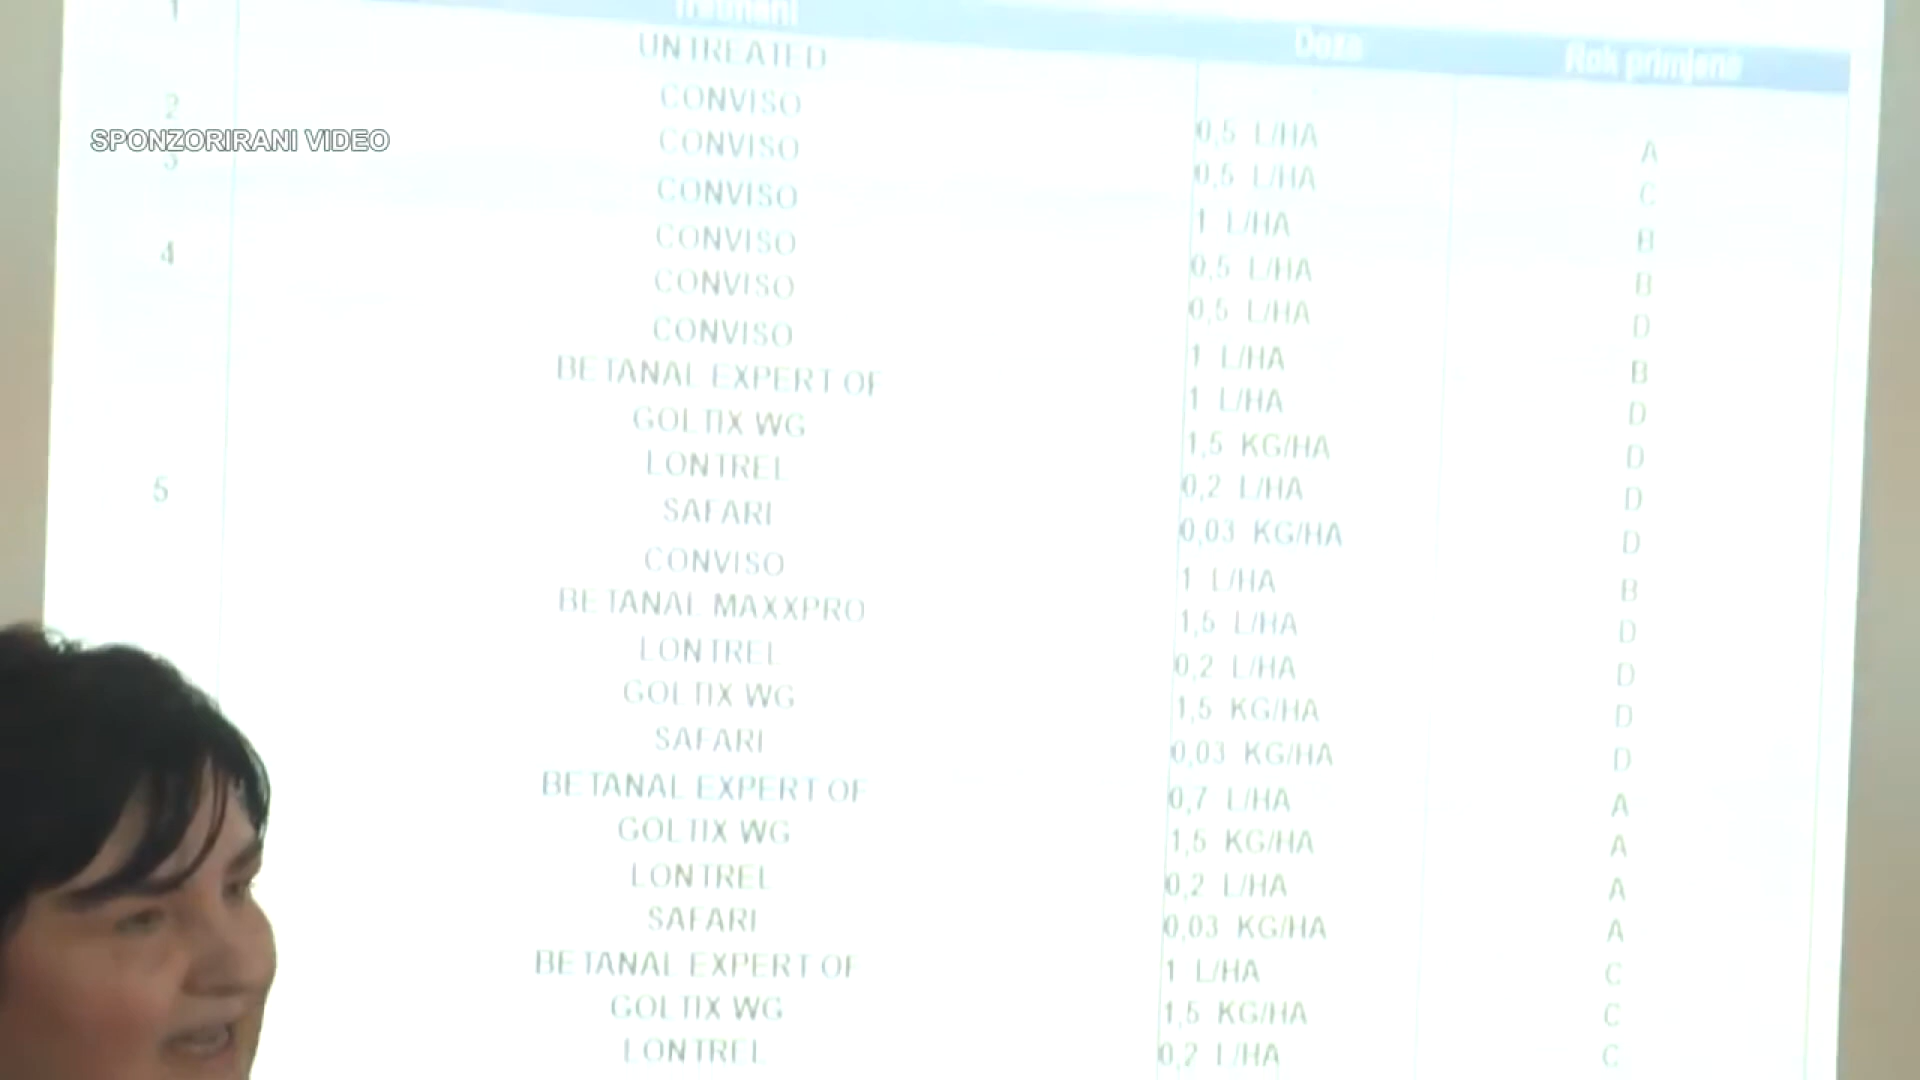 Tretmani Doza Rok primjene
1 UNTREATED
2 CONVISO 0,5 L/HA A
SPONZORIRANI VIDEO
CONVISO 0,5 L/HA C
3 CONVISO 1 L/HA B
4 CONVISO 0,5 L/HA B
CONVISO 0,5 L/HA D
CONVISO 1 L/HA B
BETANAL EXPERT OF 1 L/HA D
GOLTIX WG 1,5 KG/HA D
LONTREL 0,2 L/HA D
5 SAFARI 0,03 KG/HA D
CONVISO 1 L/HA B
BETANAL MAXXPRO 1,5 L/HA D
LONTREL 0,2 L/HA D
GOLTIX WG 1,5 KG/HA D
SAFARI 0,03 KG/HA D
BETANAL EXPERT OF 0,7 L/HA A
GOLTIX WG 1,5 KG/HA A
LONTREL 0,2 L/HA A
SAFARI 0,03 KG/HA A
BETANAL EXPERT OF 1 L/HA C
GOLTIX WG 1,5 KG/HA C
LONTREL 0,2 L/HA C